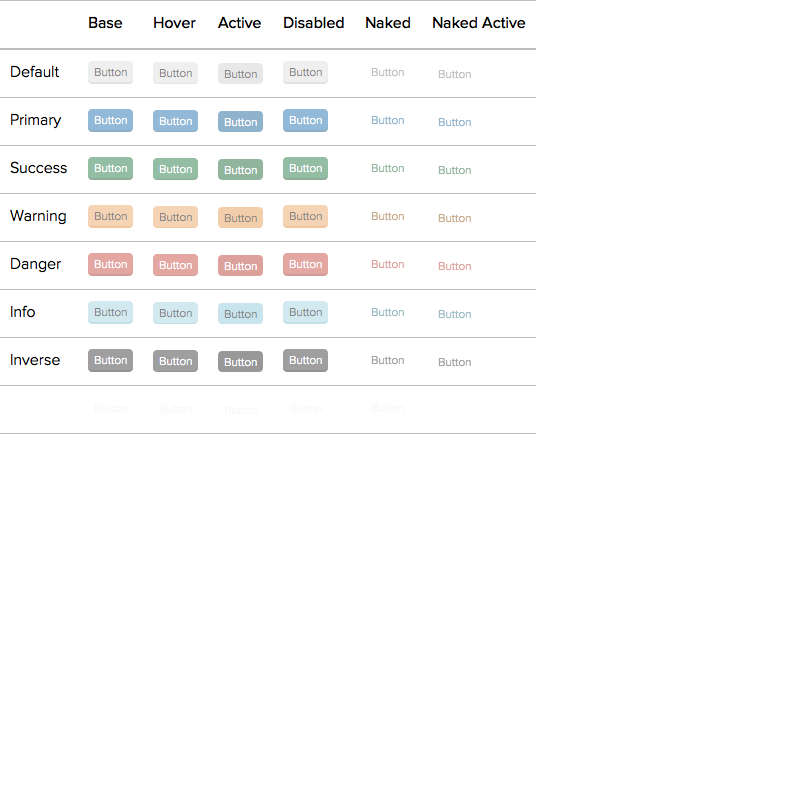 Base Hover Active Disabled Naked Naked Active
Default Button Button Button Button Button Button
Primary Button Button Button Button Button Button
Success Button Button Button Button Button Button
Warning Button Button Button Button Button Button
Danger Button Button Button Button Button Button
Info Button Button Button Button Button Button
Inverse Button Button Button Button Button Button
Button Button Button Button Button